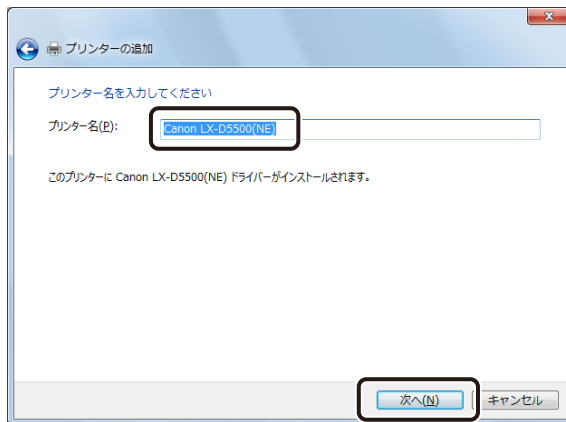 プリンターの追加
プリンター名を入力してください
プリンター名(P): Canon LX-D5500(NE)
このプリンターに Canon LX-D5500(NE) ドライバーがインストールされます。
次へ(N) キャンセル